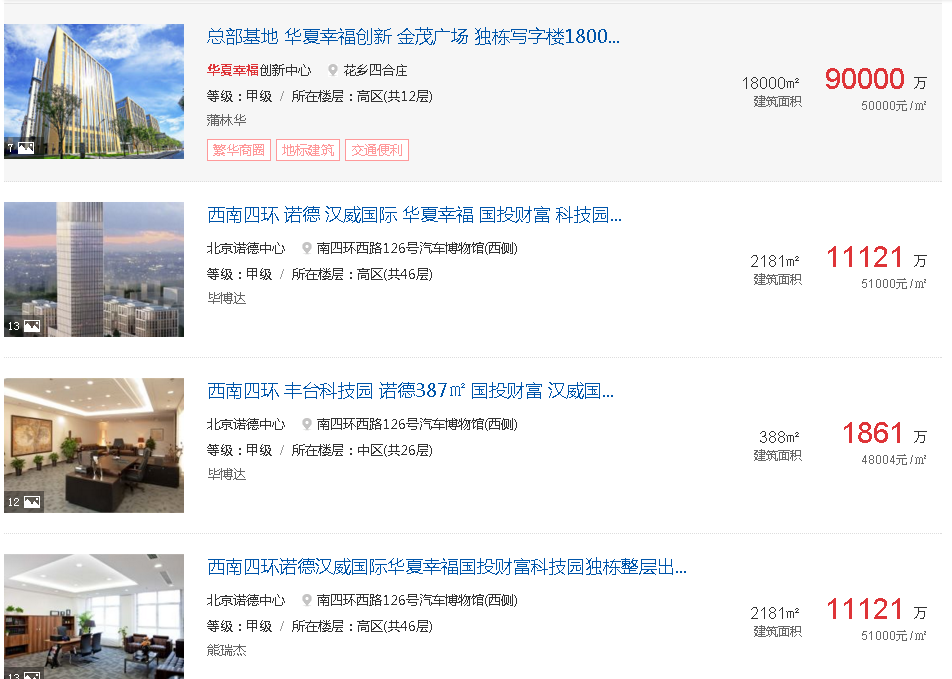 总部基地 华夏幸福创新 金茂广场 独栋写字楼1800...
华夏幸福创新中心 花乡四合庄
等级：甲级 / 所在楼层：高区(共12层)
蒲林华
繁华商圈 地标建筑 交通便利
18000m²
建筑面积
90000 万
50000元/m²
7
西南四环 诺德 汉威国际 华夏幸福 国投财富 科技园...
北京诺德中心 南四环西路126号汽车博物馆(西侧)
等级：甲级 / 所在楼层：高区(共46层)
毕博达
2181m²
建筑面积
11121 万
51000元/m²
13
西南四环 丰台科技园 诺德387㎡ 国投财富 汉威国...
北京诺德中心 南四环西路126号汽车博物馆(西侧)
等级：甲级 / 所在楼层：中区(共26层)
毕博达
388m²
建筑面积
1861 万
48004元/m²
12
西南四环诺德汉威国际华夏幸福国投财富科技园独栋整层出...
北京诺德中心 南四环西路126号汽车博物馆(西侧)
等级：甲级 / 所在楼层：高区(共46层)
熊瑞杰
2181m²
建筑面积
11121 万
51000元/m²
13